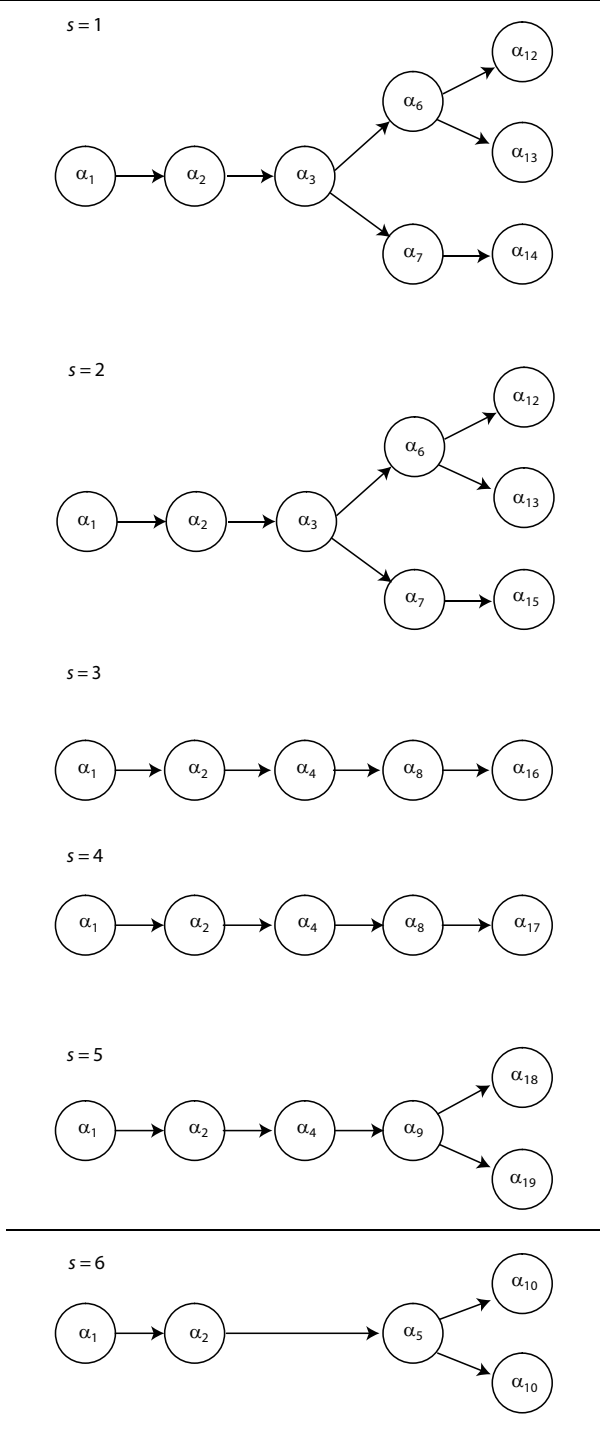 s = 1
α12
α6
α13
α1 α2 α3
α7 α14
s = 2
α12
α6
α13
α1 α2 α3
α7 α15
s = 3
α1 α2 α4 α8 α16
s = 4
α1 α2 α4 α8 α17
s = 5
α18
α1 α2 α4 α9
α19
s = 6
α10
α1 α2 α5
α10